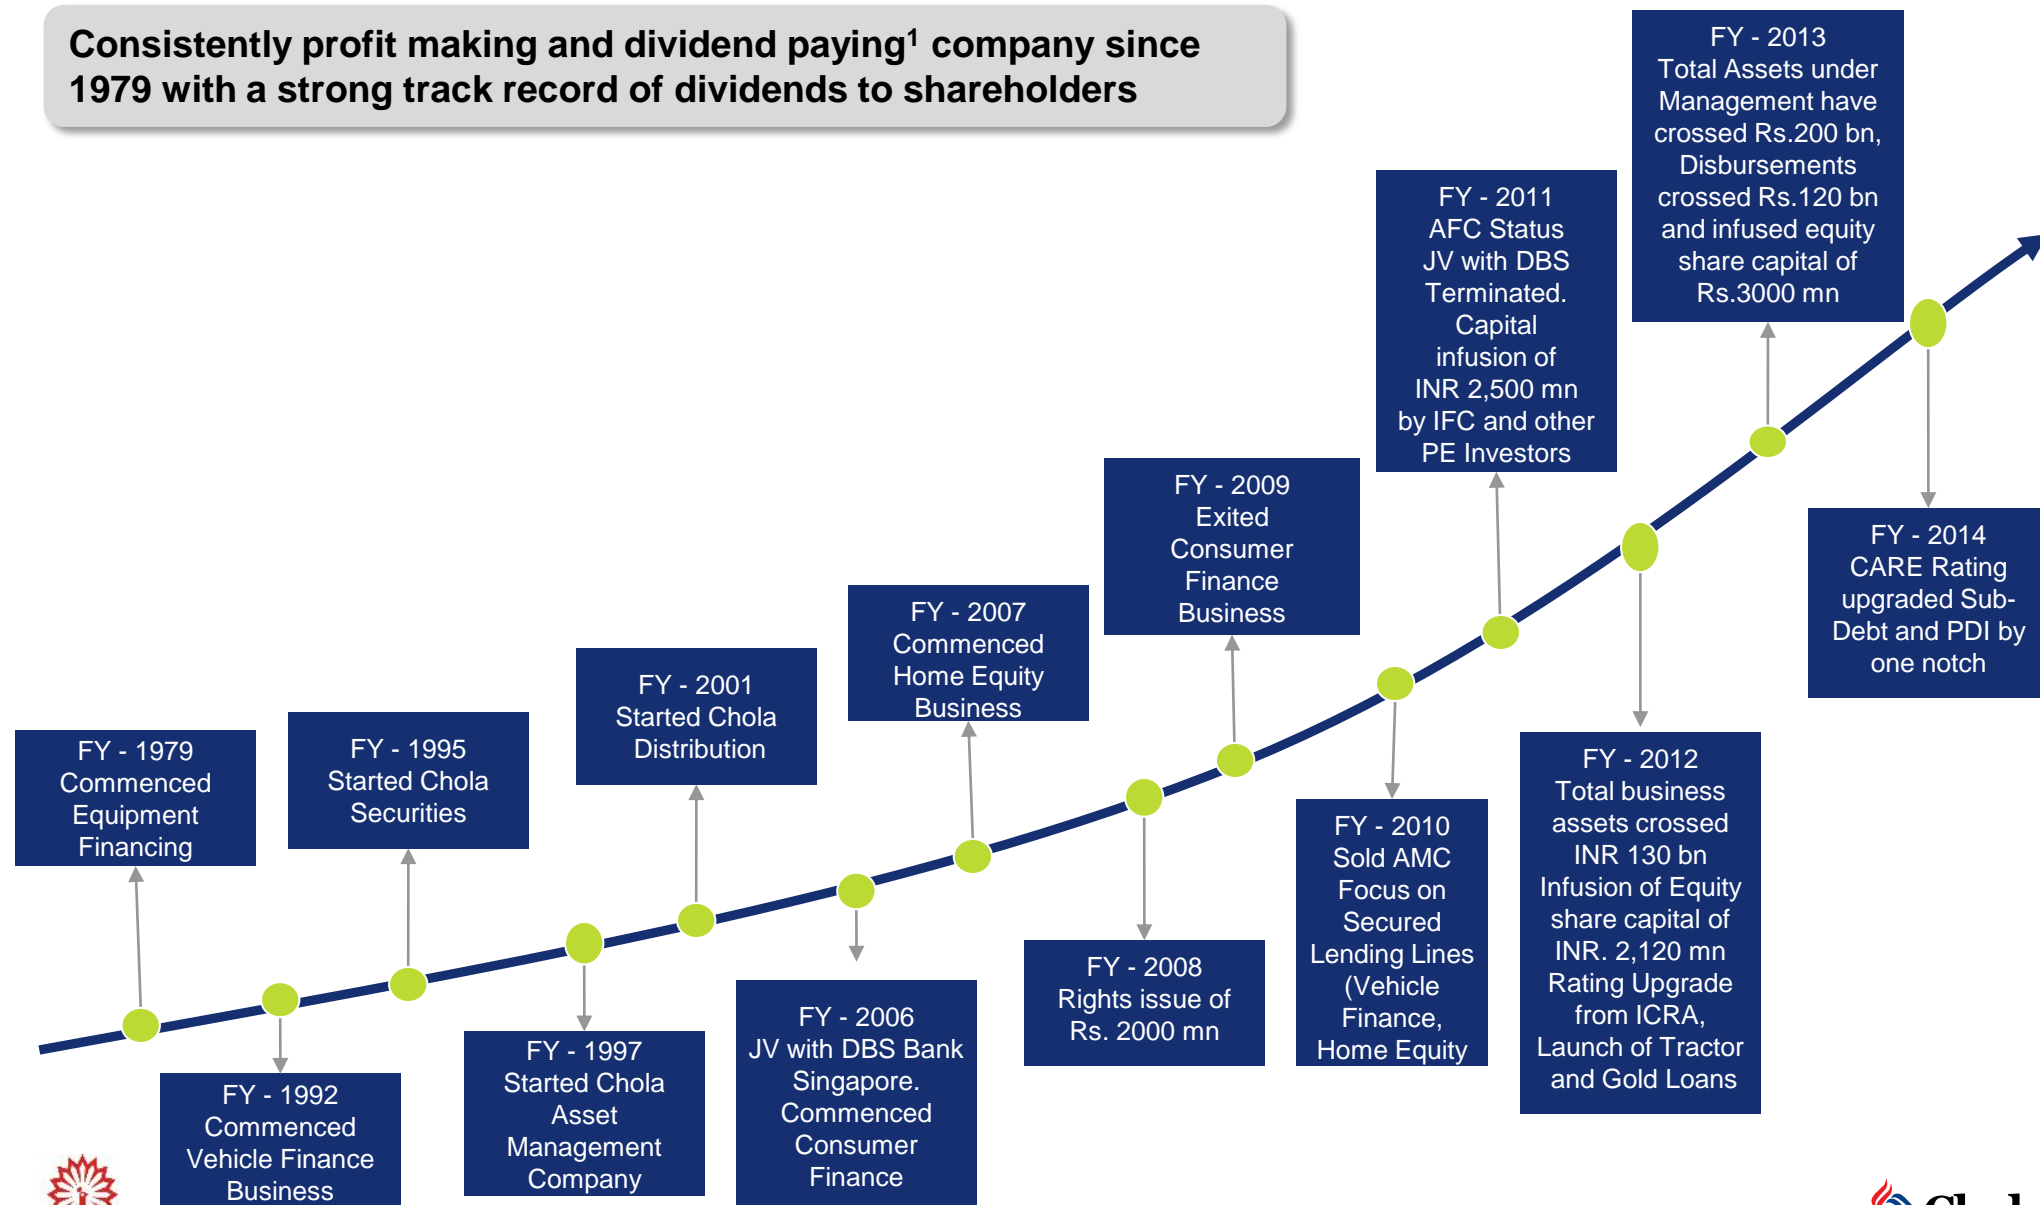 Consistently profit making and dividend paying¹ company since
1979 with a strong track record of dividends to shareholders
FY - 1979
Commenced
Equipment
Financing
FY - 1992
Commenced
Vehicle Finance
Business
FY - 1995
Started Chola
Securities
FY - 1997
Started Chola
Asset
Management
Company
FY - 2001
Started Chola
Distribution
FY - 2006
JV with DBS Bank
Singapore.
Commenced
Consumer
Finance
FY - 2007
Commenced
Home Equity
Business
FY - 2008
Rights issue of
Rs. 2000 mn
FY - 2009
Exited
Consumer
Finance
Business
FY - 2010
Sold AMC
Focus on
Secured
Lending Lines
(Vehicle
Finance,
Home Equity
FY - 2011
AFC Status
JV with DBS
Terminated.
Capital
infusion of
INR 2,500 mn
by IFC and other
PE Investors
FY - 2012
Total business
assets crossed
INR 130 bn
Infusion of Equity
share capital of
INR. 2,120 mn
Rating Upgrade
from ICRA,
Launch of Tractor
and Gold Loans
FY - 2013
Total Assets under
Management have
crossed Rs.200 bn,
Disbursements
crossed Rs.120 bn
and infused equity
share capital of
Rs.3000 mn
FY - 2014
CARE Rating
upgraded Sub-
Debt and PDI by
one notch